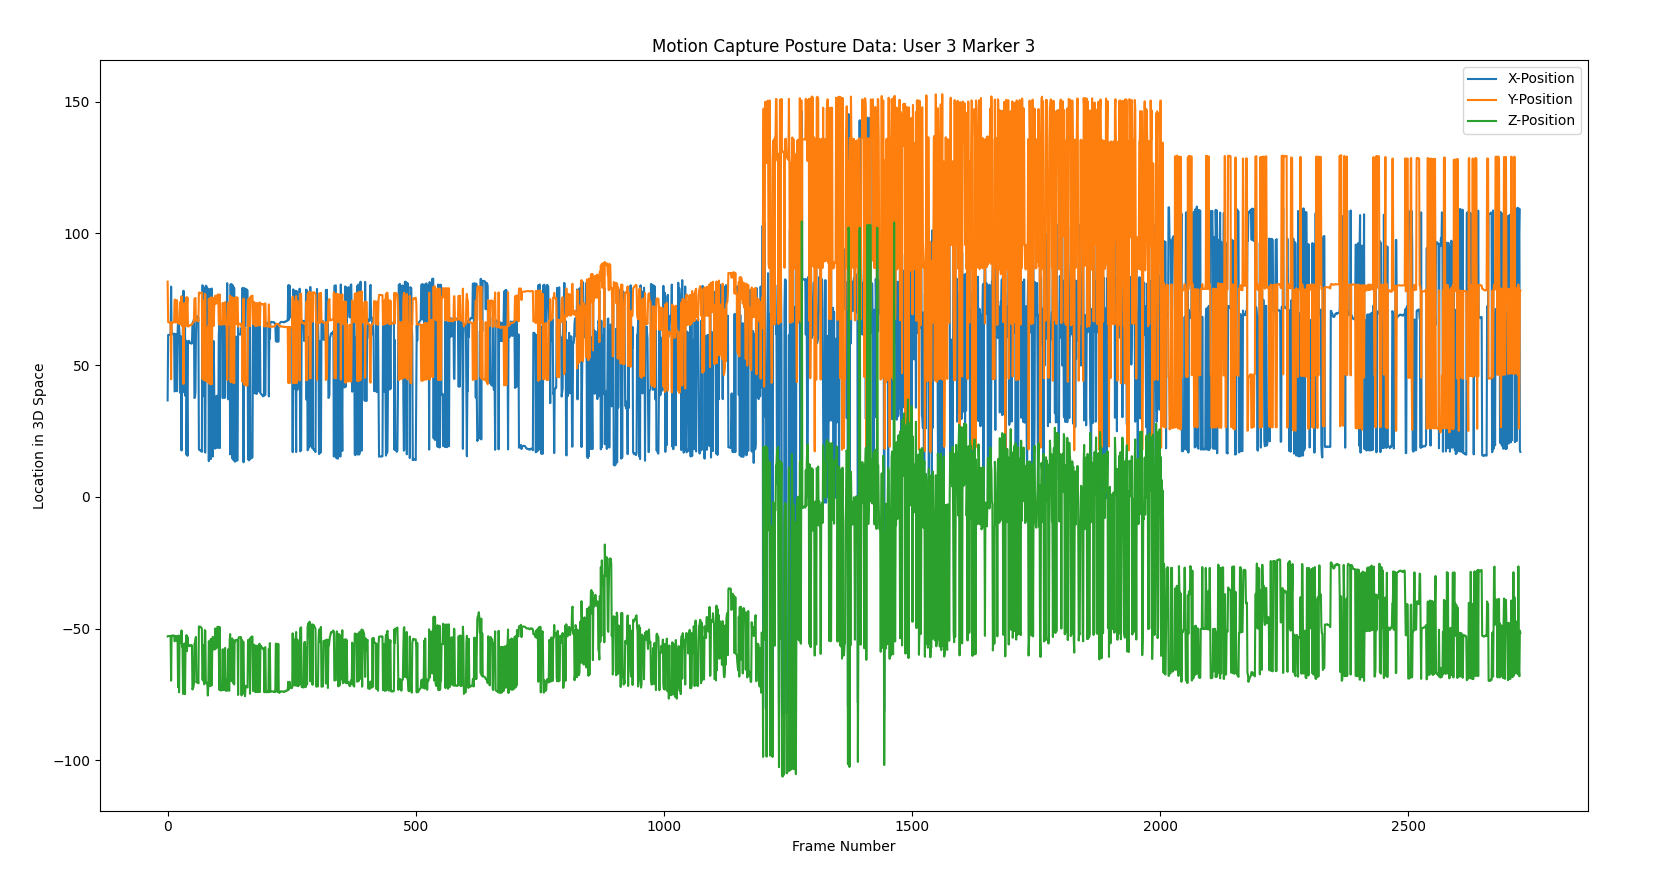 Motion Capture Posture Data: User 3 Marker 3
X-Position
Y-Position
Z-Position
150
100
50
0
−50
−100
Location in 3D Space
0
500
1000
1500
2000
2500
Frame Number